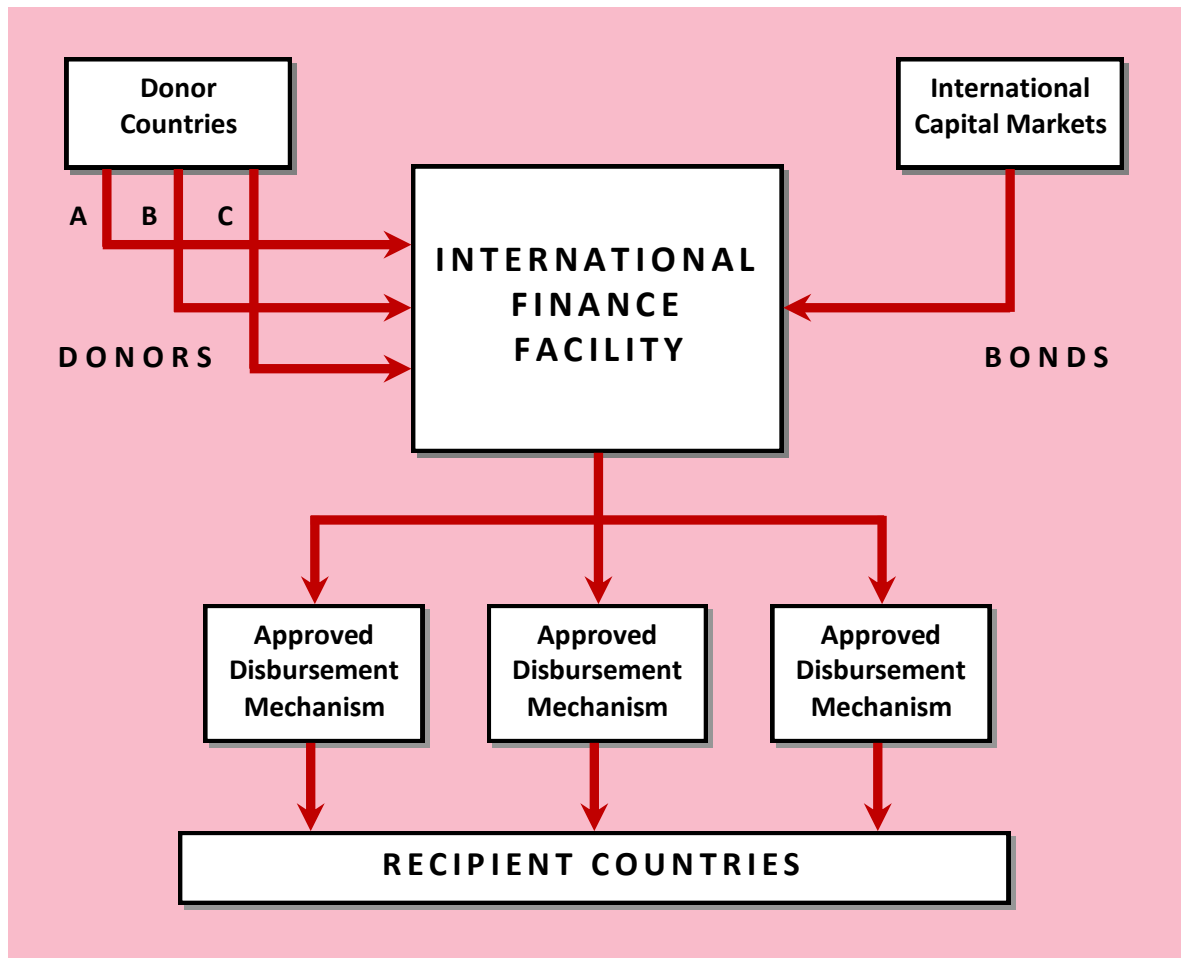 Donor
Countries
International
Capital Markets
A B C
INTERNATIONAL
FINANCE
FACILITY
DONORS
BONDS
Approved
Disbursement
Mechanism
Approved
Disbursement
Mechanism
Approved
Disbursement
Mechanism
RECIPIENT COUNTRIES